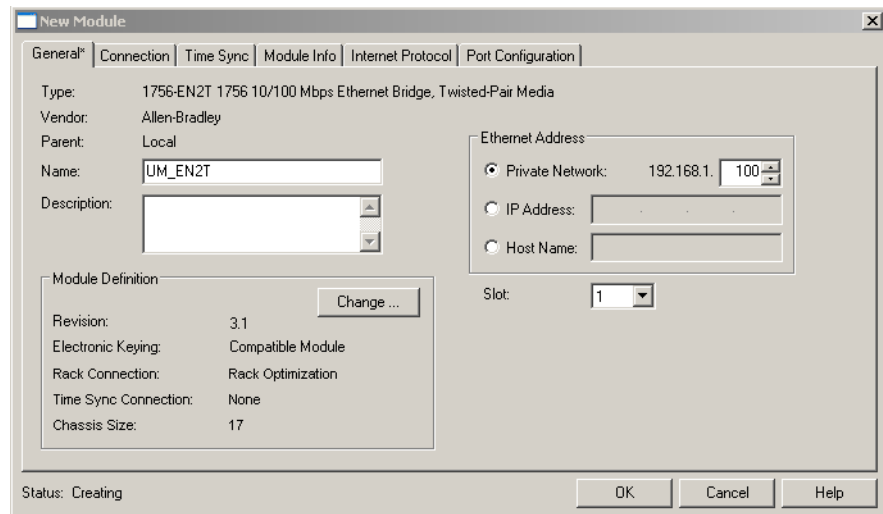 New Module
General* Connection Time Sync Module Info Internet Protocol Port Configuration
Type: 1756-EN2T 1756 10/100 Mbps Ethernet Bridge, Twisted-Pair Media
Vendor: Allen-Bradley
Parent: Local
Name: UM_EN2T
Description:
Ethernet Address
Private Network: 192.168.1. 100
IP Address: . . .
Host Name:
Slot: 1
Module Definition
Change ...
Revision: 3.1
Electronic Keying: Compatible Module
Rack Connection: Rack Optimization
Time Sync Connection: None
Chassis Size: 17
Status: Creating
OK Cancel Help